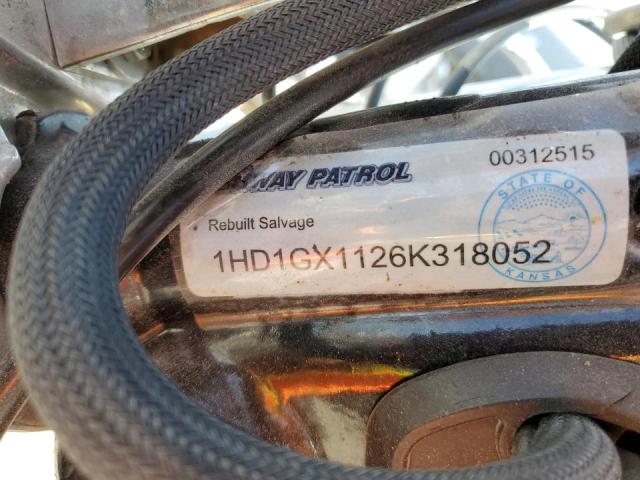 WAY PATROL
00312515
Rebuilt Salvage
1HD1GX1126K318052
STATE OF
KANSAS